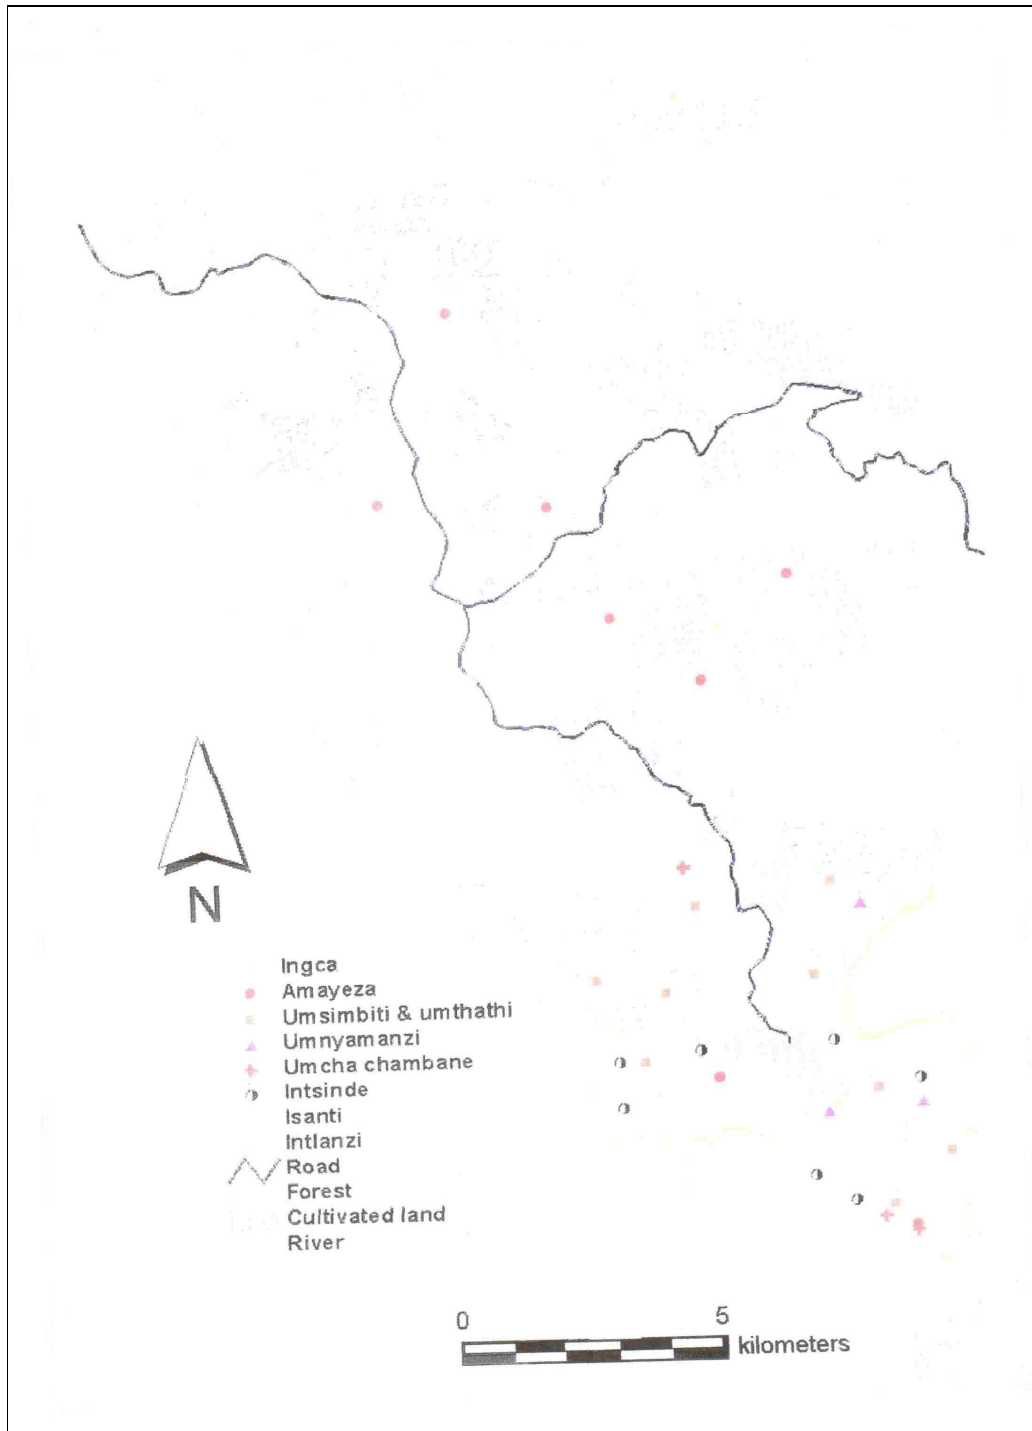 N
Ingca
Amayeza
Umsimbiti & umthathi
Umnyamanzi
Umcha chambane
Intsinde
Isanti
Intlanzi
Road
Forest
Cultivated land
River
0 5
kilometers